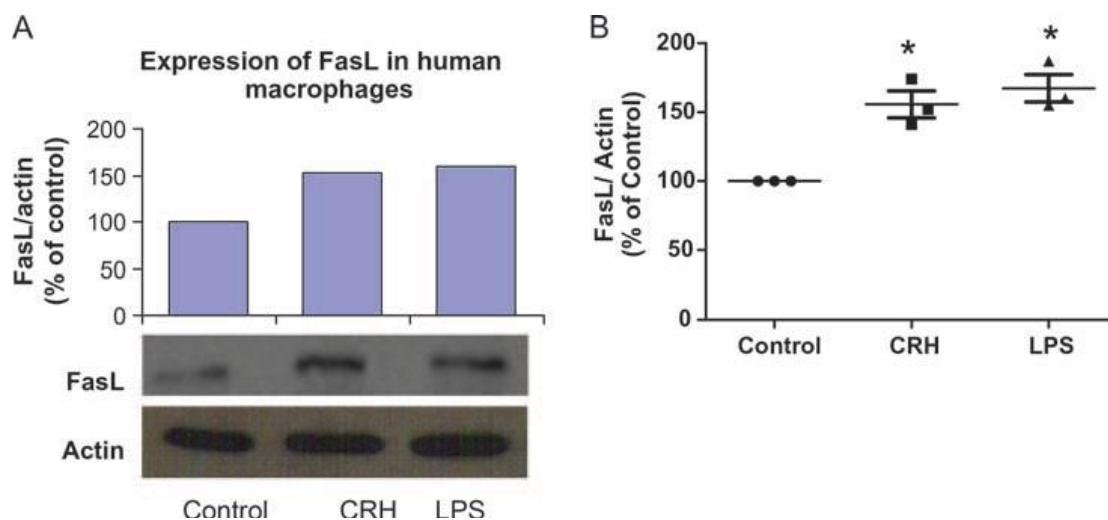 A
Expression of FasL in human
macrophages
FasL/actin
(% of control)
200
150
100
50
0
FasL
Actin
Control CRH LPS
B
FasL/ Actin
(% of Control)
200
150
100
50
0
*
*
Control CRH LPS